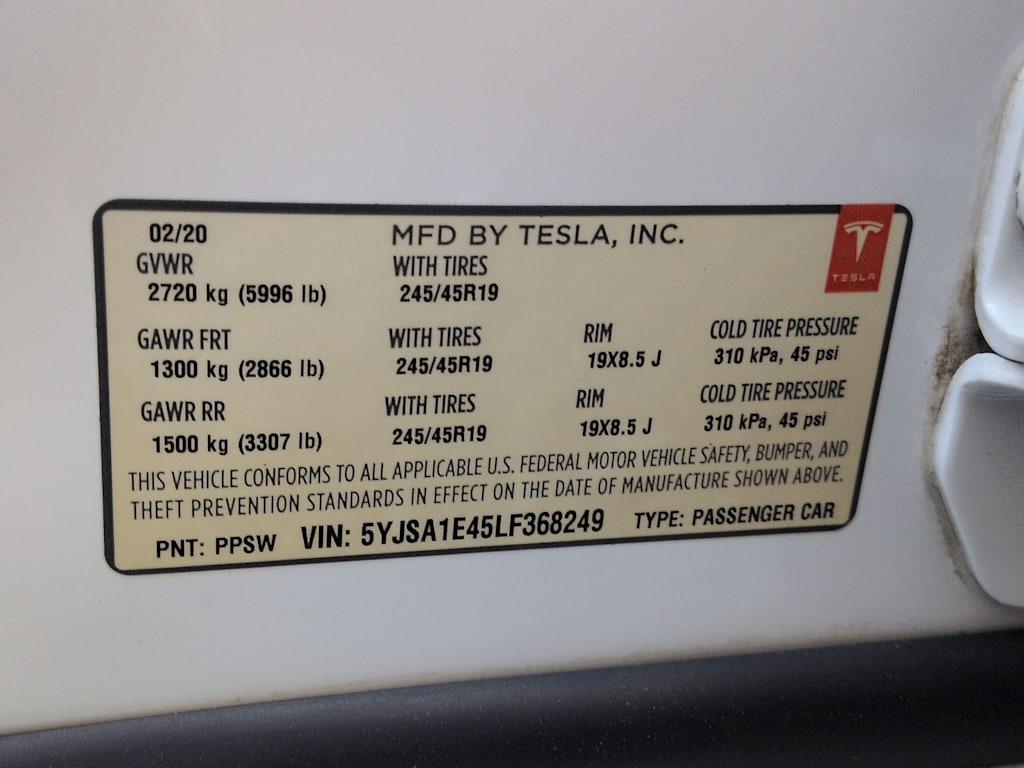 02/20 MFD BY TESLA, INC.
TESLA
GVWR WITH TIRES
2720 kg (5996 lb) 245/45R19
GAWR FRT WITH TIRES RIM COLD TIRE PRESSURE
1300 kg (2866 lb) 245/45R19 19X8.5 J 310 kPa, 45 psi
GAWR RR WITH TIRES RIM COLD TIRE PRESSURE
1500 kg (3307 lb) 245/45R19 19X8.5 J 310 kPa, 45 psi
THIS VEHICLE CONFORMS TO ALL APPLICABLE U.S. FEDERAL MOTOR VEHICLE SAFETY, BUMPER, AND
THEFT PREVENTION STANDARDS IN EFFECT ON THE DATE OF MANUFACTURE SHOWN ABOVE.
PNT: PPSW VIN: 5YJSA1E45LF368249 TYPE: PASSENGER CAR